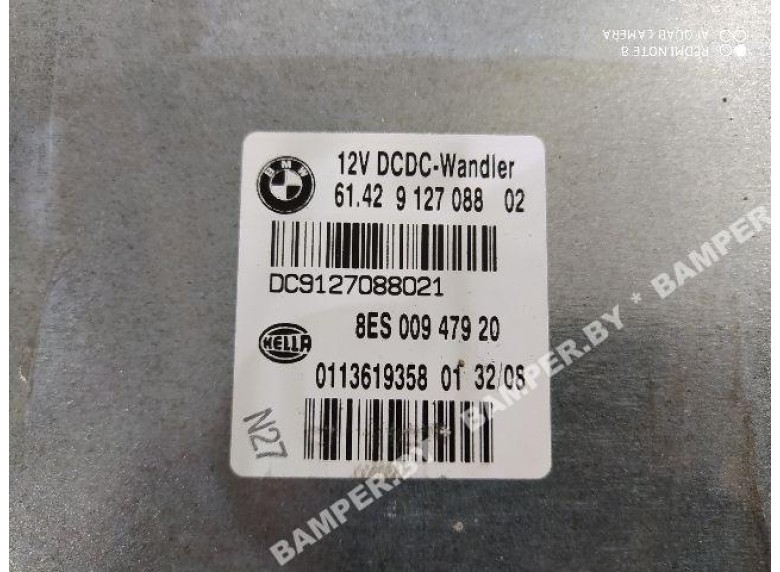 REDMI NOTE 8
AI QUAD CAMERA
BMW
12V DCDC-Wandler
61.42 9 127 088 02
DC9127088021
8ES 009 479 20
HELLA
0113619358 01 32/08
N27
BAMPER.BY * BAMPER.BY * BAMPER.BY